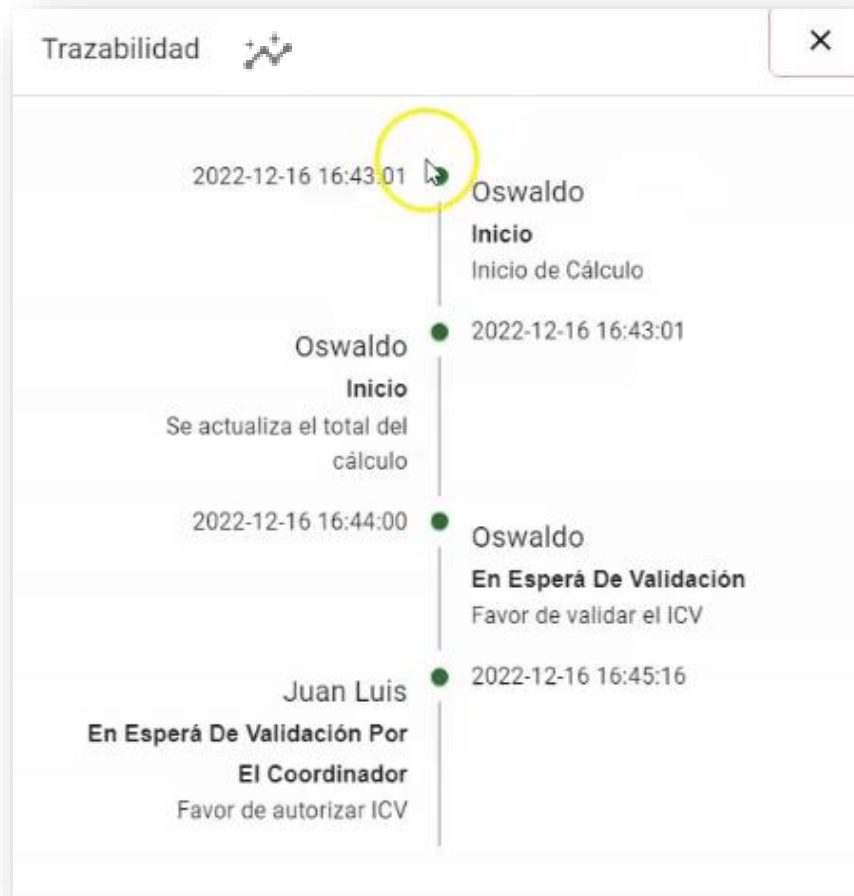 Trazabilidad
2022-12-16 16:43:01
Oswaldo
Inicio
Inicio de Cálculo
2022-12-16 16:43:01
Oswaldo
Inicio
Se actualiza el total del
cálculo
2022-12-16 16:44:00
Oswaldo
En Esperá De Validación
Favor de validar el ICV
2022-12-16 16:45:16
Juan Luis
En Esperá De Validación Por
El Coordinador
Favor de autorizar ICV